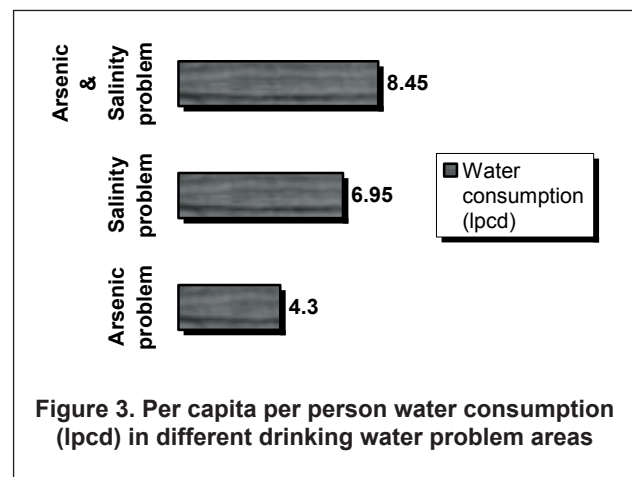 Arsenic
&
Salinity
problem
8.45
Salinity
problem
6.95
Arsenic
problem
4.3
Water
consumption
(lpcd)
Figure 3. Per capita per person water consumption
(lpcd) in different drinking water problem areas